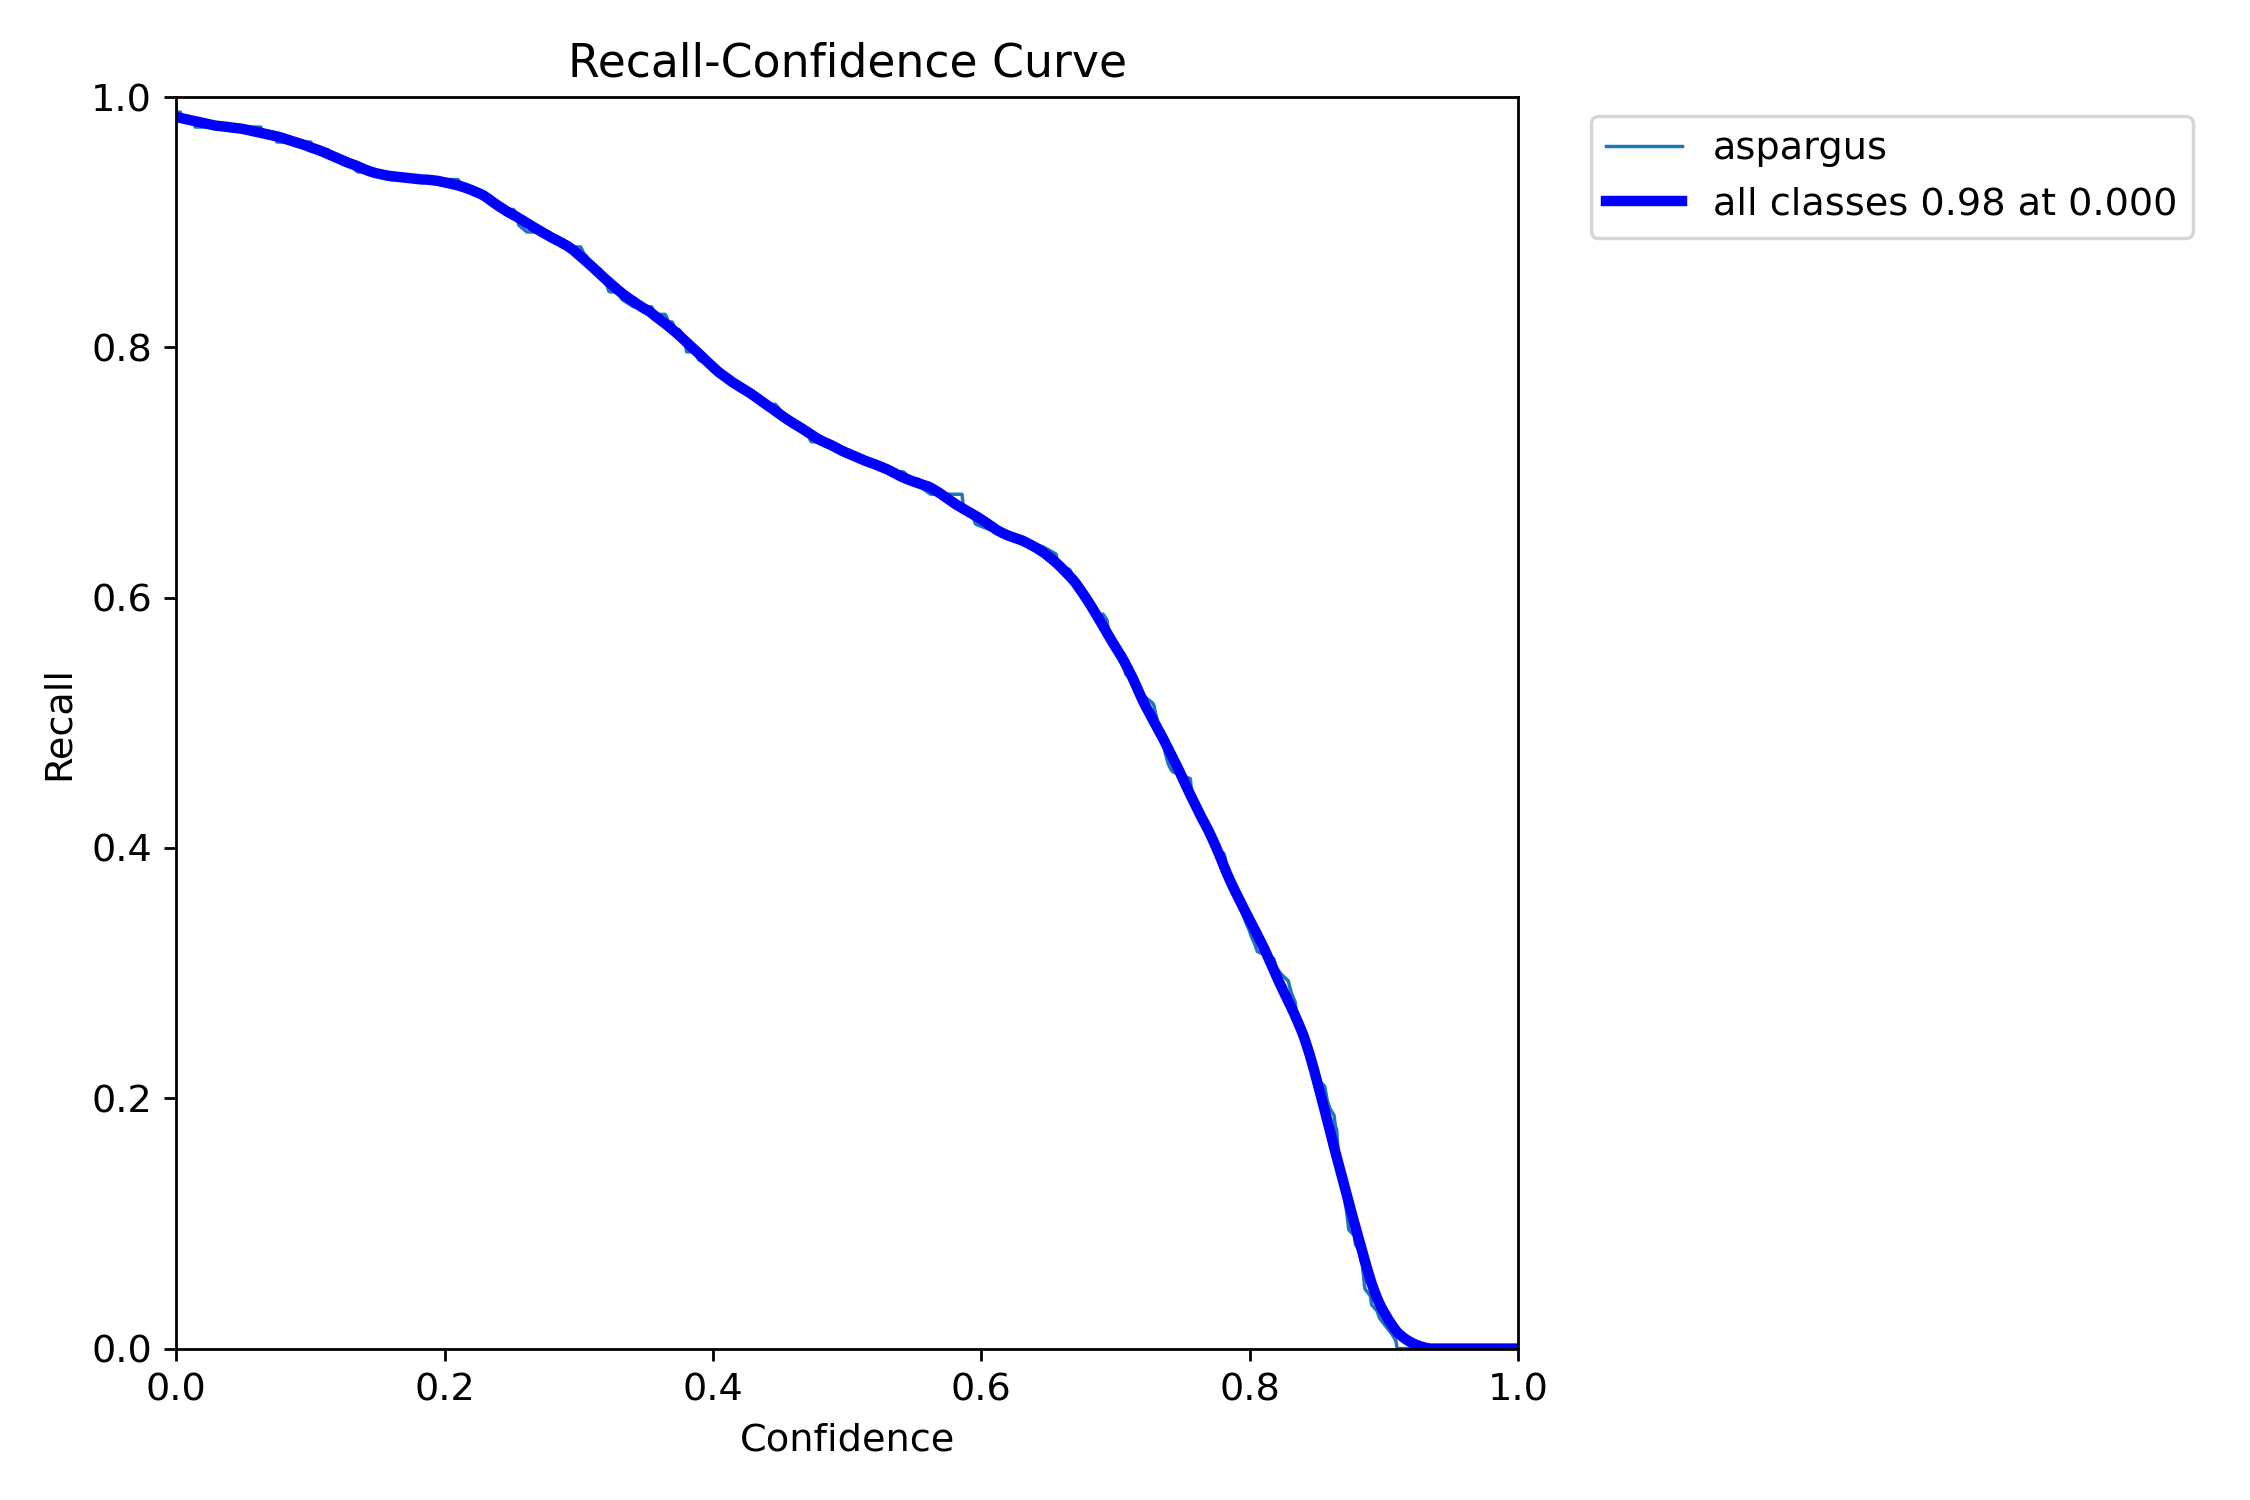 Recall-Confidence Curve
1.0
0.8
0.6
0.4
0.2
0.0
Recall
0.0 0.2 0.4 0.6 0.8 1.0
Confidence
aspargus
all classes 0.98 at 0.000